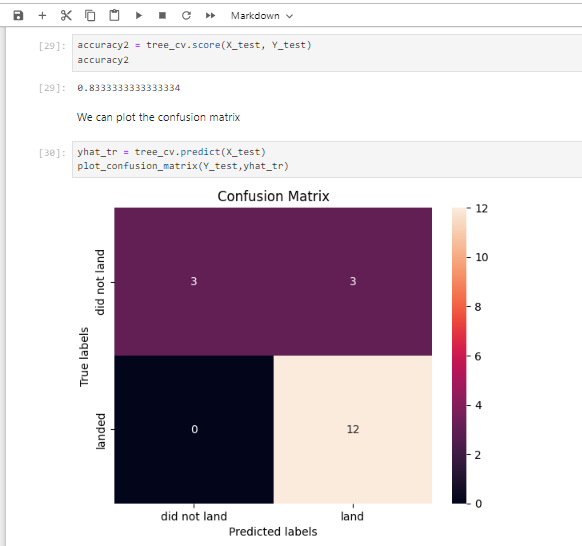 Markdown
[29]: accuracy2 = tree_cv.score(X_test, Y_test)
accuracy2
[29]: 0.8333333333333334
We can plot the confusion matrix
[30]: yhat_tr = tree_cv.predict(X_test)
plot_confusion_matrix(Y_test,yhat_tr)
Confusion Matrix
True labels
did not land
landed
3 3
0 12
did not land land
Predicted labels
12
10
8
6
4
2
0